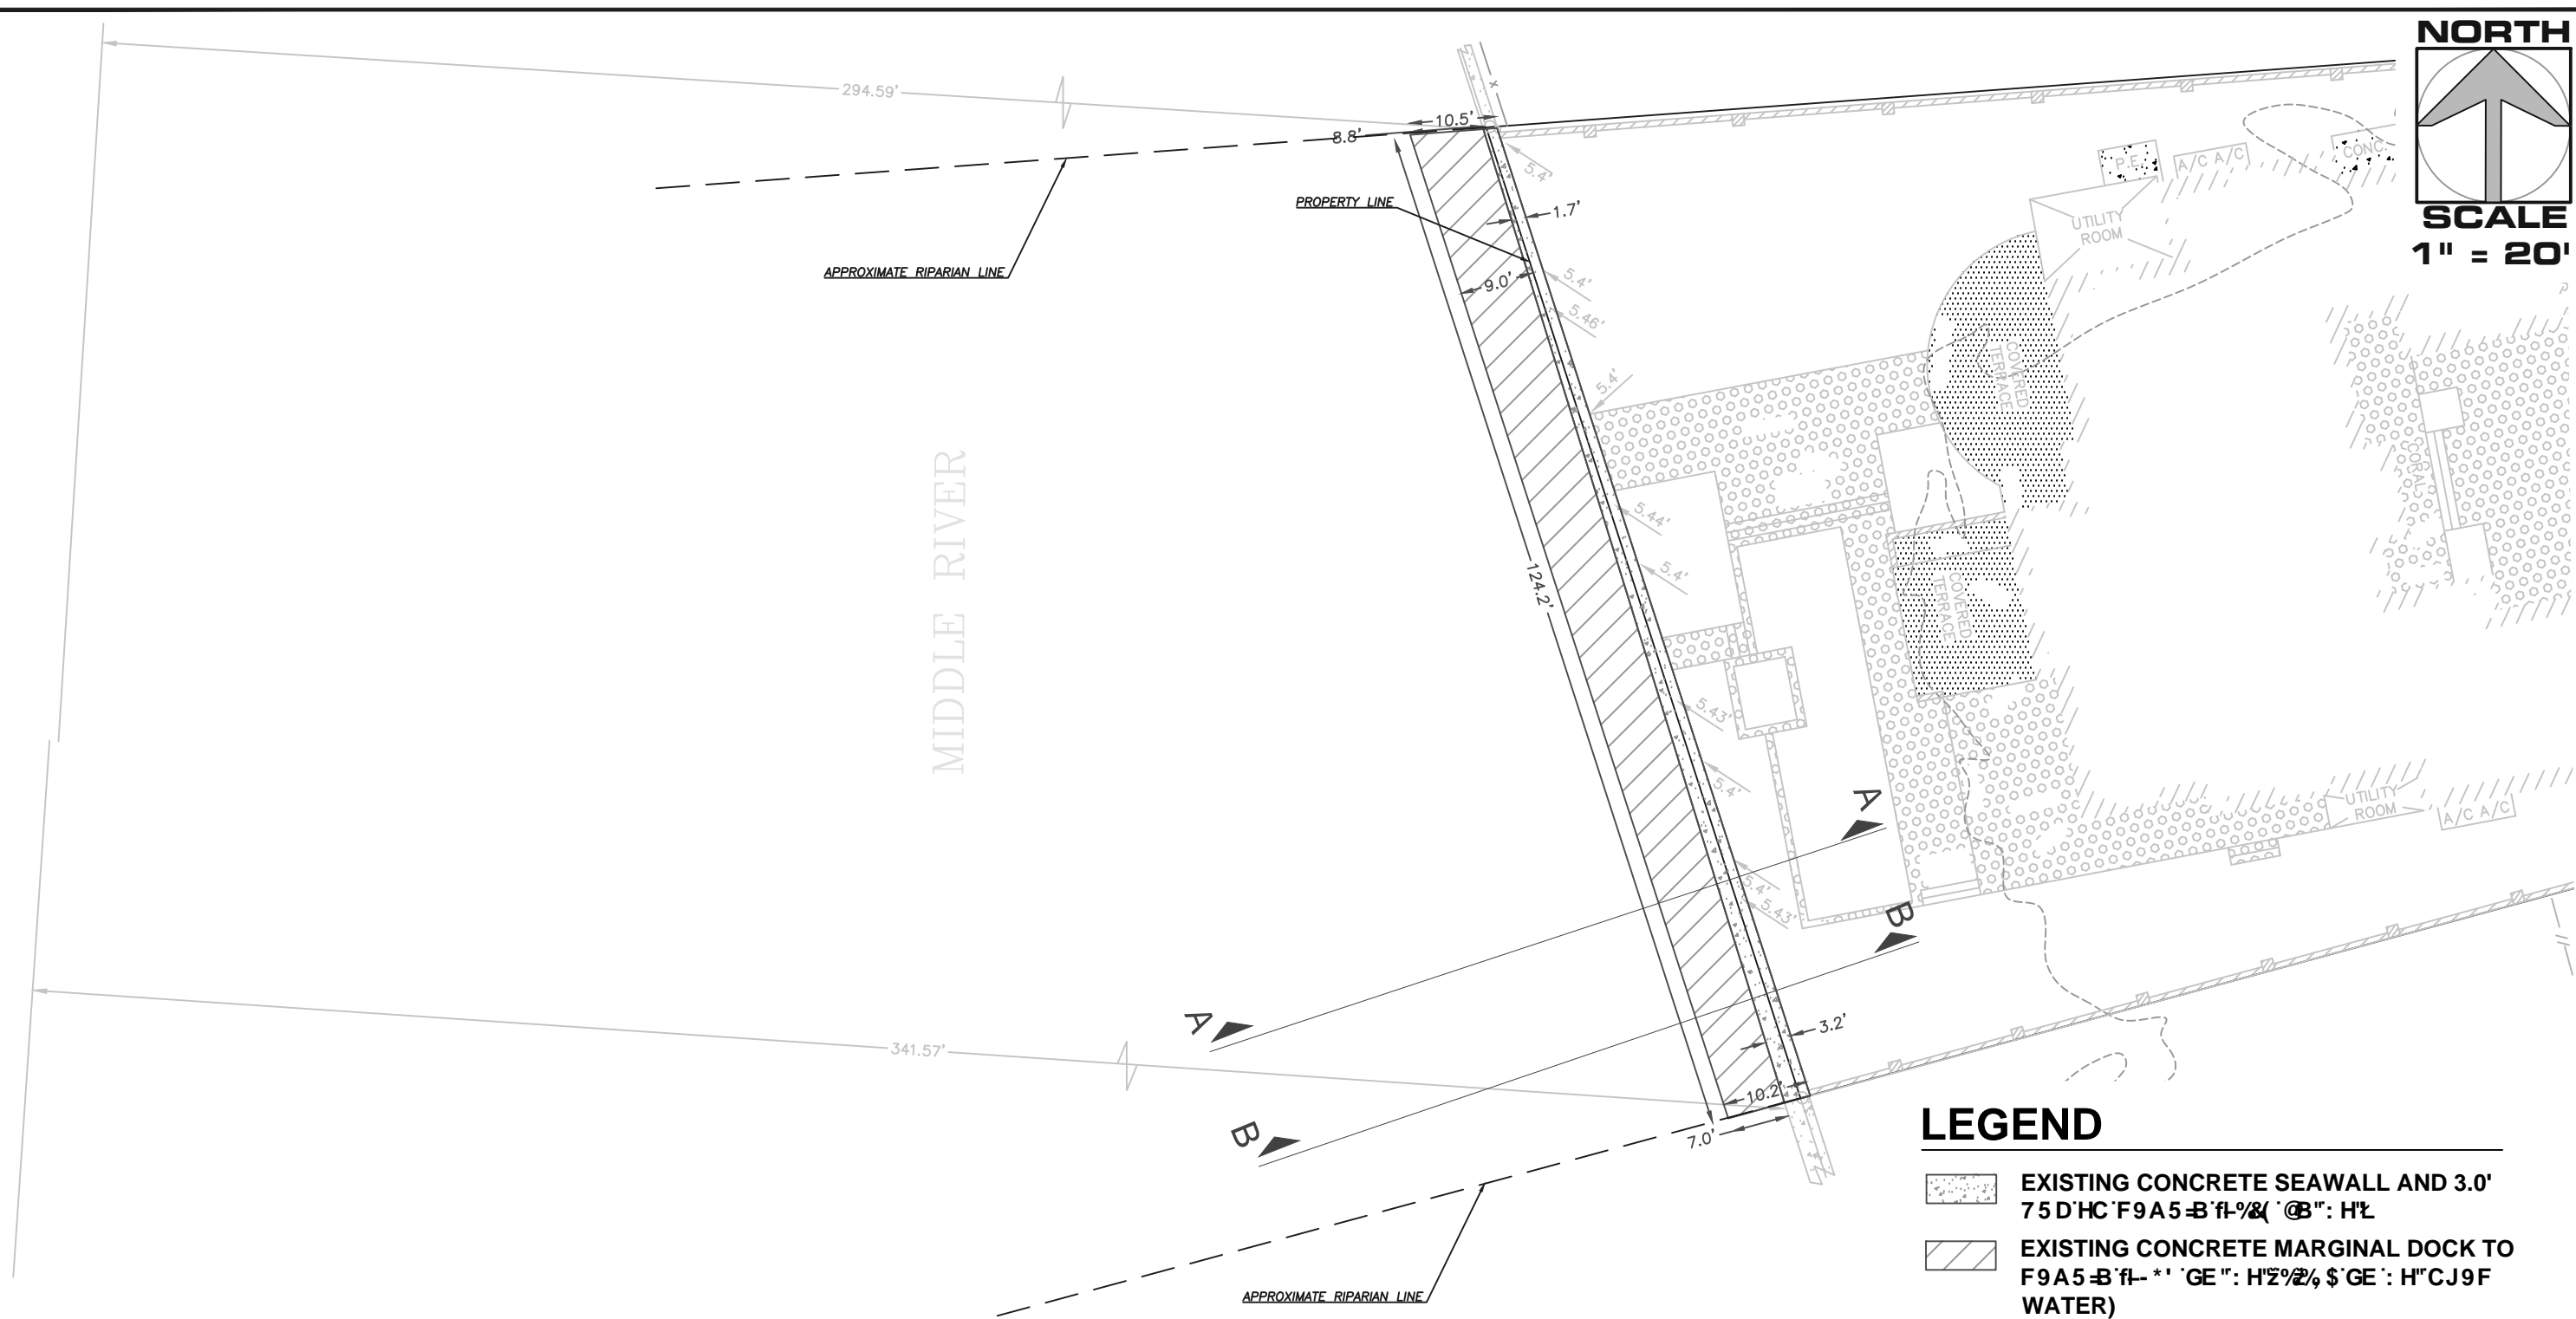 NORTH
SCALE
1" = 20'
294.59'
10.5'
8.8'
5.4'
PROPERTY LINE
1.7'
APPROXIMATE RIPARIAN LINE
9.0'
5.4'
5.46'
5.4'
P.E.
A/C A/C
CONC.
UTILITY
ROOM
COVERED
TERRACE
CORAL
MIDDLE RIVER
124.2'
5.44'
5.4'
COVERED
TERRACE
5.43'
5.4'
A
UTILITY
ROOM
A/C A/C
5.4'
5.43'
B
A
3.2'
341.57'
10.2'
7.0'
B
APPROXIMATE RIPARIAN LINE
LEGEND
EXISTING CONCRETE SEAWALL AND 3.0'
EXISTING CONCRETE MARGINAL DOCK TO
WATER)